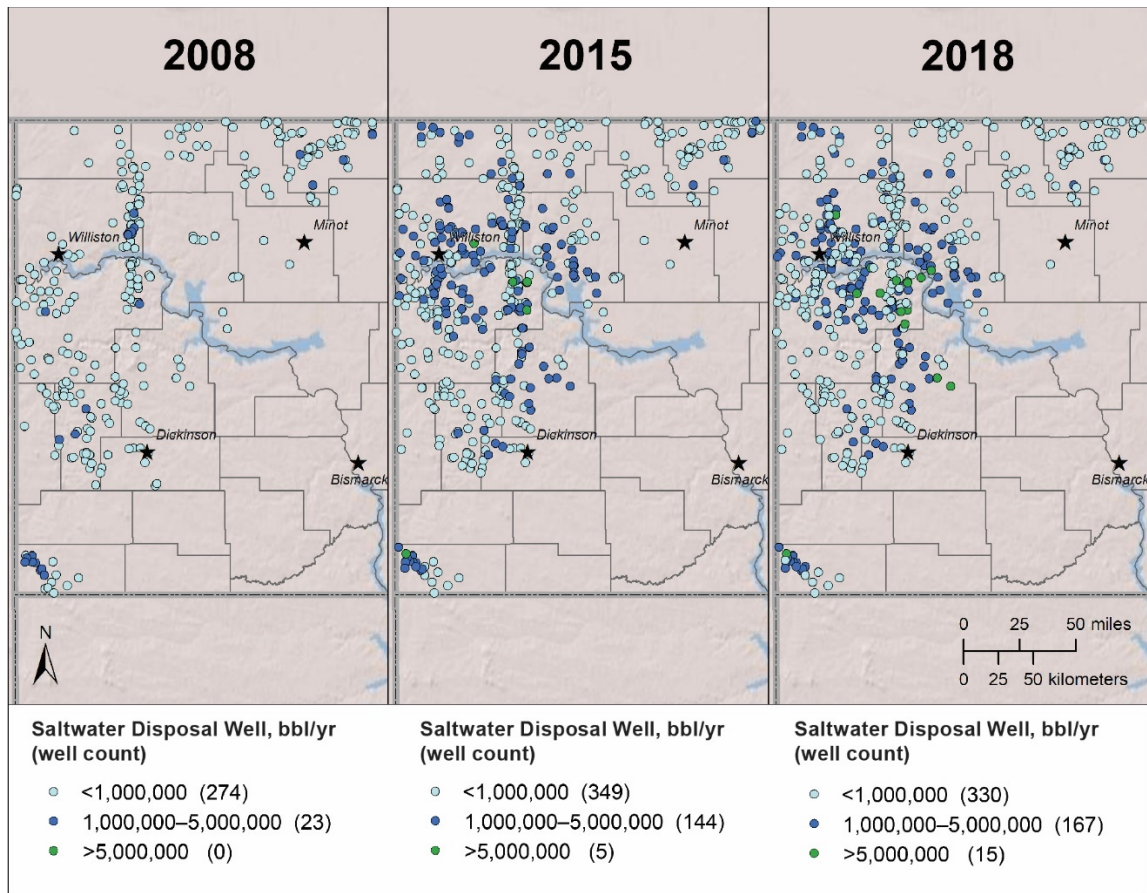 2008
2015
2018
Minot
Minot
Minot
Williston
Williston
Williston
Dickinson
Dickinson
Dickinson
Bismarck
Bismarck
Bismarck
N
0 25 50 miles
0 25 50 kilometers
Saltwater Disposal Well, bbl/yr
(well count)
<1,000,000 (274)
1,000,000–5,000,000 (23)
>5,000,000 (0)
Saltwater Disposal Well, bbl/yr
(well count)
<1,000,000 (349)
1,000,000–5,000,000 (144)
>5,000,000 (5)
Saltwater Disposal Well, bbl/yr
(well count)
<1,000,000 (330)
1,000,000–5,000,000 (167)
>5,000,000 (15)